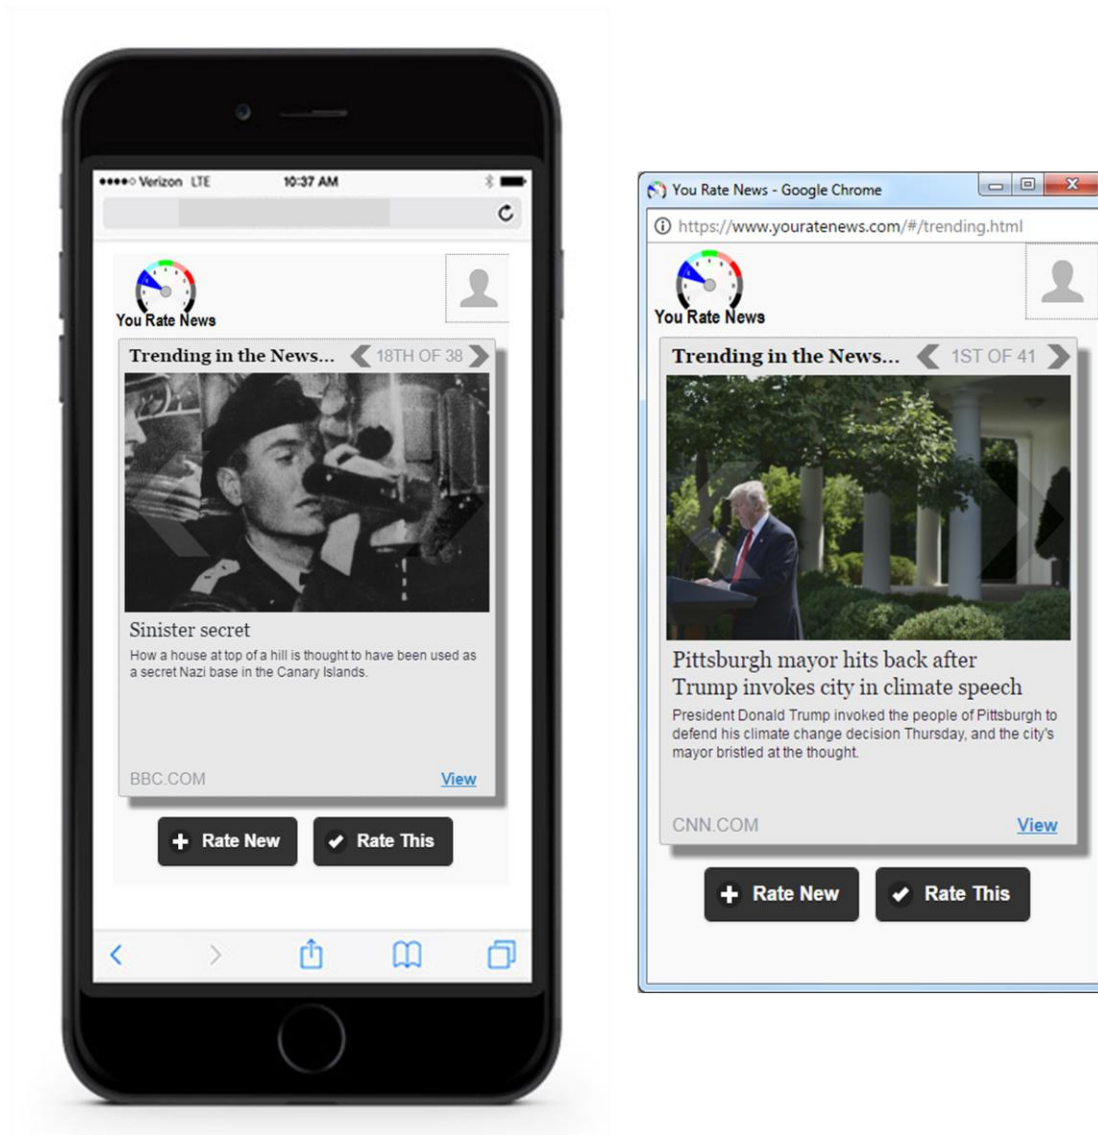 Verizon LTE
10:37 AM
You Rate News
Trending in the News...
18TH OF 38
Sinister secret
How a house at top of a hill is thought to have been used as
a secret Nazi base in the Canary Islands.
BBC.COM
View
Rate New
Rate This
You Rate News - Google Chrome
https://www.youratenews.com/#/trending.html
You Rate News
Trending in the News...
1ST OF 41
Pittsburgh mayor hits back after
Trump invokes city in climate speech
President Donald Trump invoked the people of Pittsburgh to
defend his climate change decision Thursday, and the city's
mayor bristled at the thought.
CNN.COM
View
Rate New
Rate This